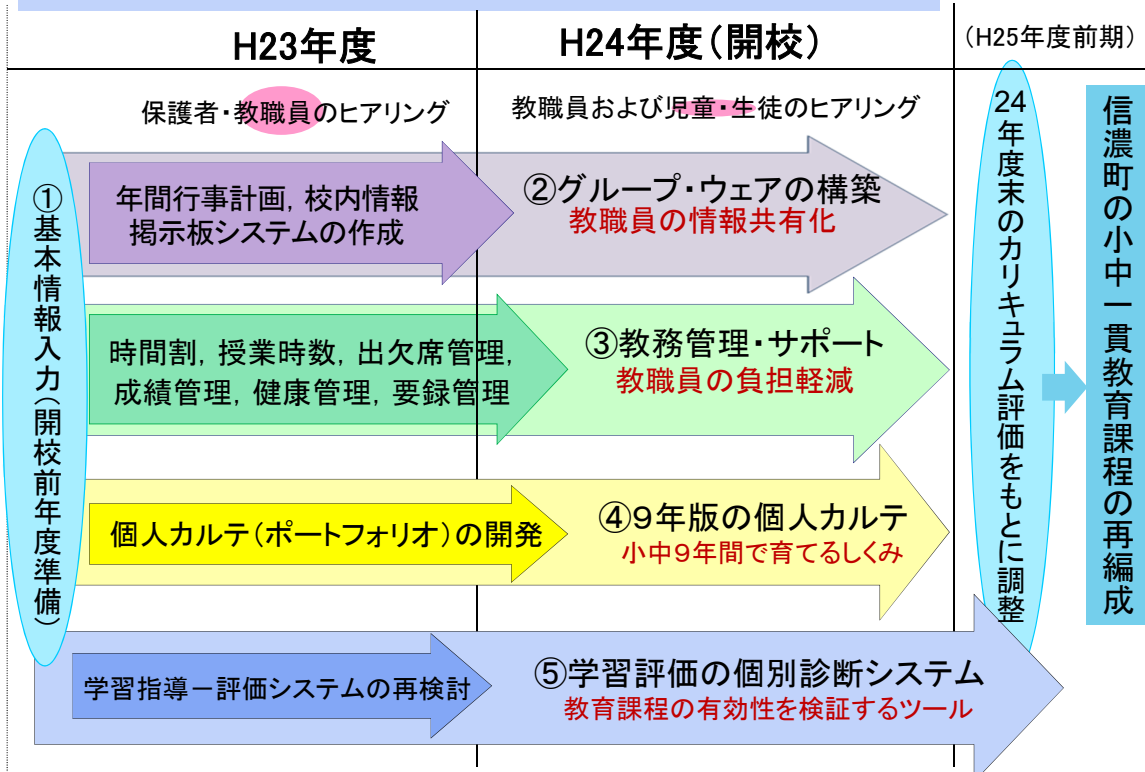 H23年度
H24年度(開校)
(H25年度前期)
保護者・教職員のヒアリング
教職員および児童・生徒のヒアリング
①基本情報入力(開校前年度準備)
年間行事計画, 校内情報
掲示板システムの作成
②グループ・ウェアの構築
教職員の情報共有化
時間割, 授業時数, 出欠席管理,
成績管理, 健康管理, 要録管理
③教務管理・サポート
教職員の負担軽減
個人カルテ(ポートフォリオ)の開発
④9年版の個人カルテ
小中9年間で育てるしくみ
学習指導-評価システムの再検討
⑤学習評価の個別診断システム
教育課程の有効性を検証するツール
24年度末のカリキュラム評価をもとに調整
信濃町の小中一貫教育課程の再編成